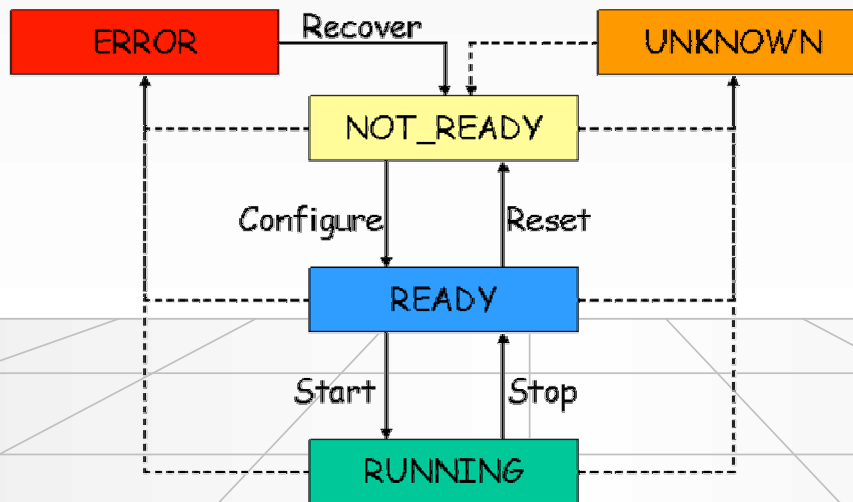 ERROR
Recover
UNKNOWN
NOT_READY
Configure
Reset
READY
Start
Stop
RUNNING